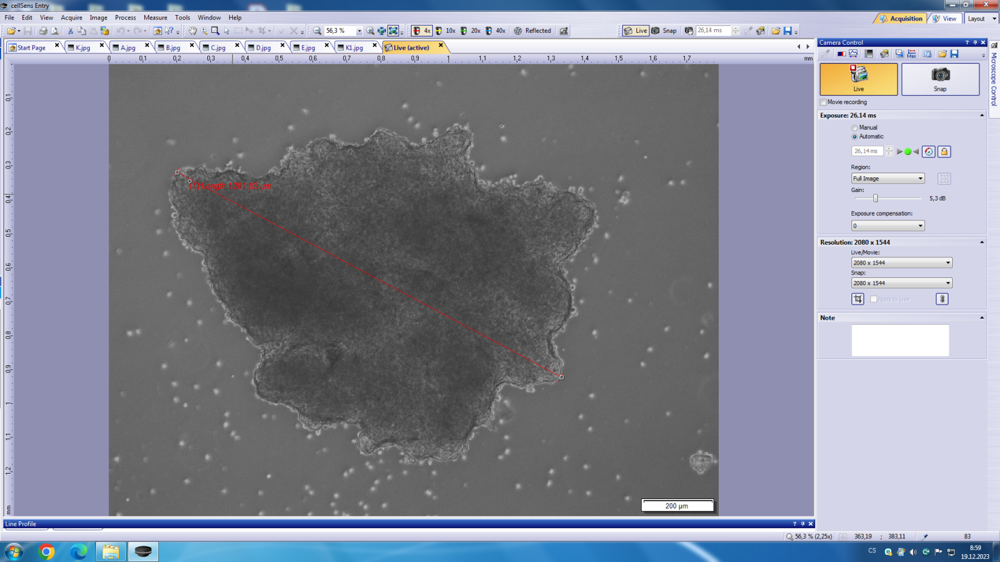 cellSens Entry
File Edit View Acquire Image Process Measure Tools Window Help
Acquisition View Layout
56,3 % 4x 10x 20x 40x Reflected Live Snap 26,14 ms
Start Page K.jpg A.jpg B.jpg C.jpg D.jpg E.jpg K1.jpg Live (active)
0 0,1 0,2 0,3 0,4 0,5 0,6 0,7 0,8 0,9 1 1,1 1,2 1,3 1,4 1,5 1,6 1,7 mm
0,1
0,2
0,3
0,4
0,5
0,6
0,7
0,8
0,9
1
1,1
1,2
mm
Length 1281.83 µm
200 µm
Camera Control
Microscope Control
Live Snap
Movie recording
Exposure: 26,14 ms
Manual
Automatic
26,14 ms
Region:
Full Image
Gain:
5,3 dB
Exposure compensation:
0
Resolution: 2080 x 1544
Live/Movie:
2080 x 1544
Snap:
2080 x 1544
Apply to Live
Note
Line Profile
56,3 % (2,25x) 363,19 ; 383,11 83
CS
8:59
19.12.2023